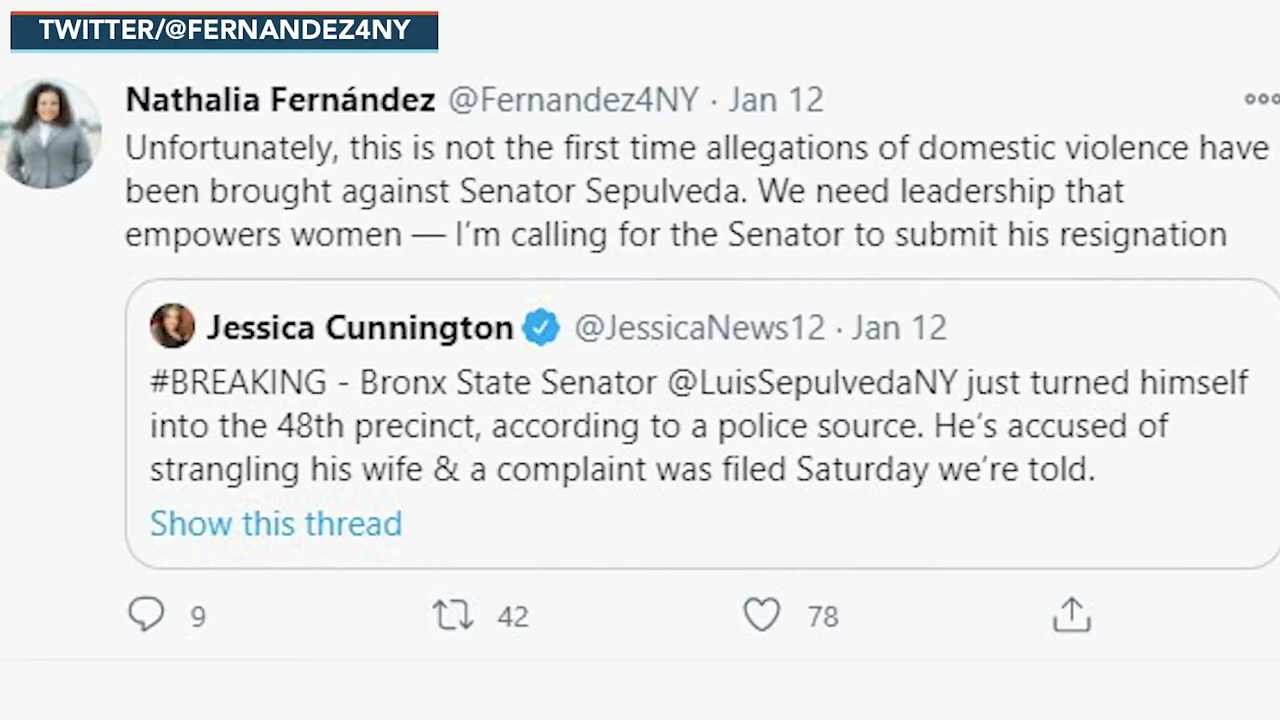 TWITTER/@FERNANDEZ4NY
Nathalia Fernández @Fernandez4NY · Jan 12
Unfortunately, this is not the first time allegations of domestic violence have
been brought against Senator Sepulveda. We need leadership that
empowers women — I'm calling for the Senator to submit his resignation
Jessica Cunnington @JessicaNews12 · Jan 12
#BREAKING - Bronx State Senator @LuisSepulvedaNY just turned himself
into the 48th precinct, according to a police source. He's accused of
strangling his wife & a complaint was filed Saturday we're told.
Show this thread
9 42 78